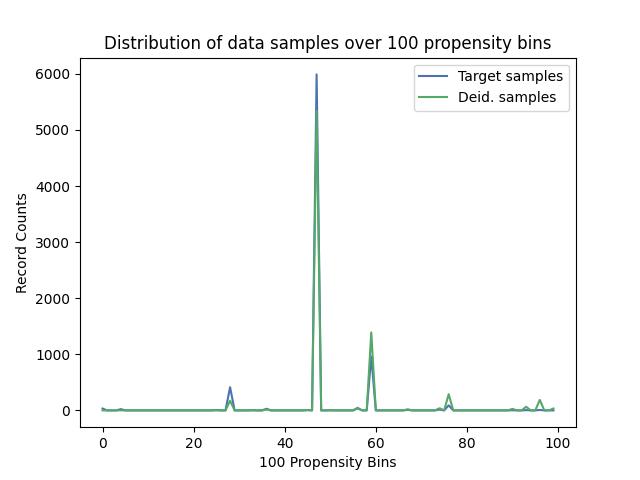 Distribution of data samples over 100 propensity bins
Target samples
Deid. samples
Record Counts
6000
5000
4000
3000
2000
1000
0
0 20 40 60 80 100
100 Propensity Bins